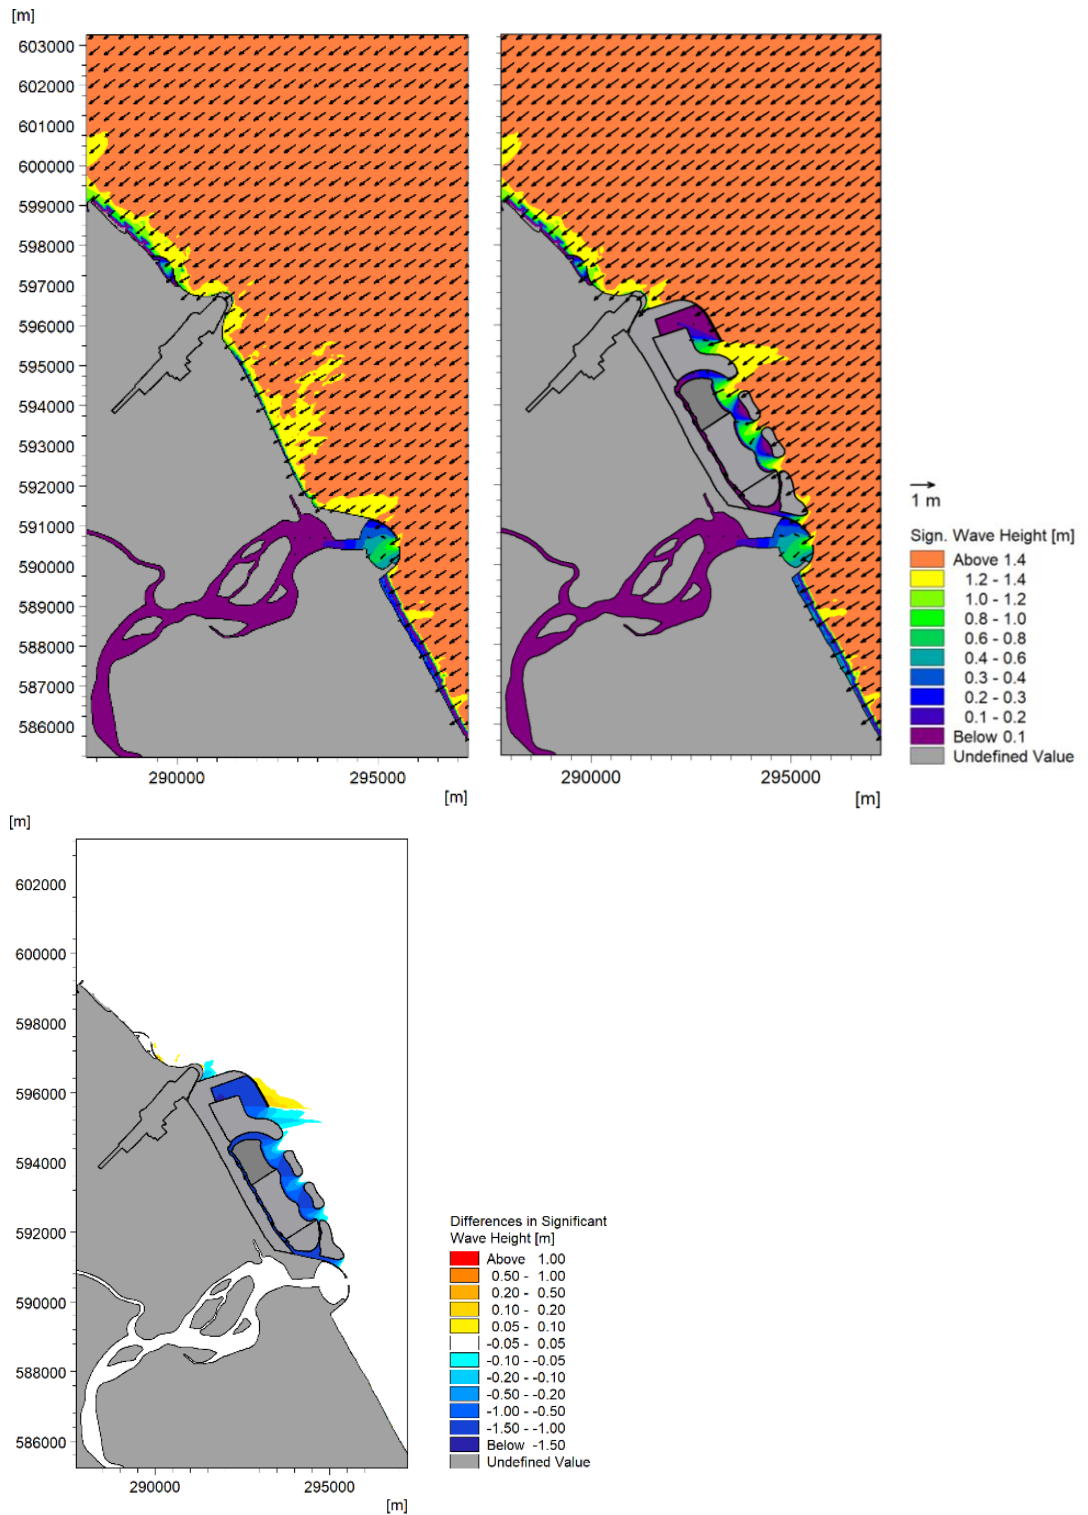 [m]
603000
602000
601000
600000
599000
598000
597000
596000
595000
594000
593000
592000
591000
590000
589000
588000
587000
586000
290000
295000
[m]
290000
295000
[m]
1 m
Sign. Wave Height [m]
Above 1.4
1.2 - 1.4
1.0 - 1.2
0.8 - 1.0
0.6 - 0.8
0.4 - 0.6
0.3 - 0.4
0.2 - 0.3
0.1 - 0.2
Below 0.1
Undefined Value
[m]
602000
600000
598000
596000
594000
592000
590000
588000
586000
290000
295000
[m]
Differences in Significant
Wave Height [m]
Above 1.00
0.50 - 1.00
0.20 - 0.50
0.10 - 0.20
0.05 - 0.10
-0.05 - 0.05
-0.10 - -0.05
-0.20 - -0.10
-0.50 - -0.20
-1.00 - -0.50
-1.50 - -1.00
Below -1.50
Undefined Value